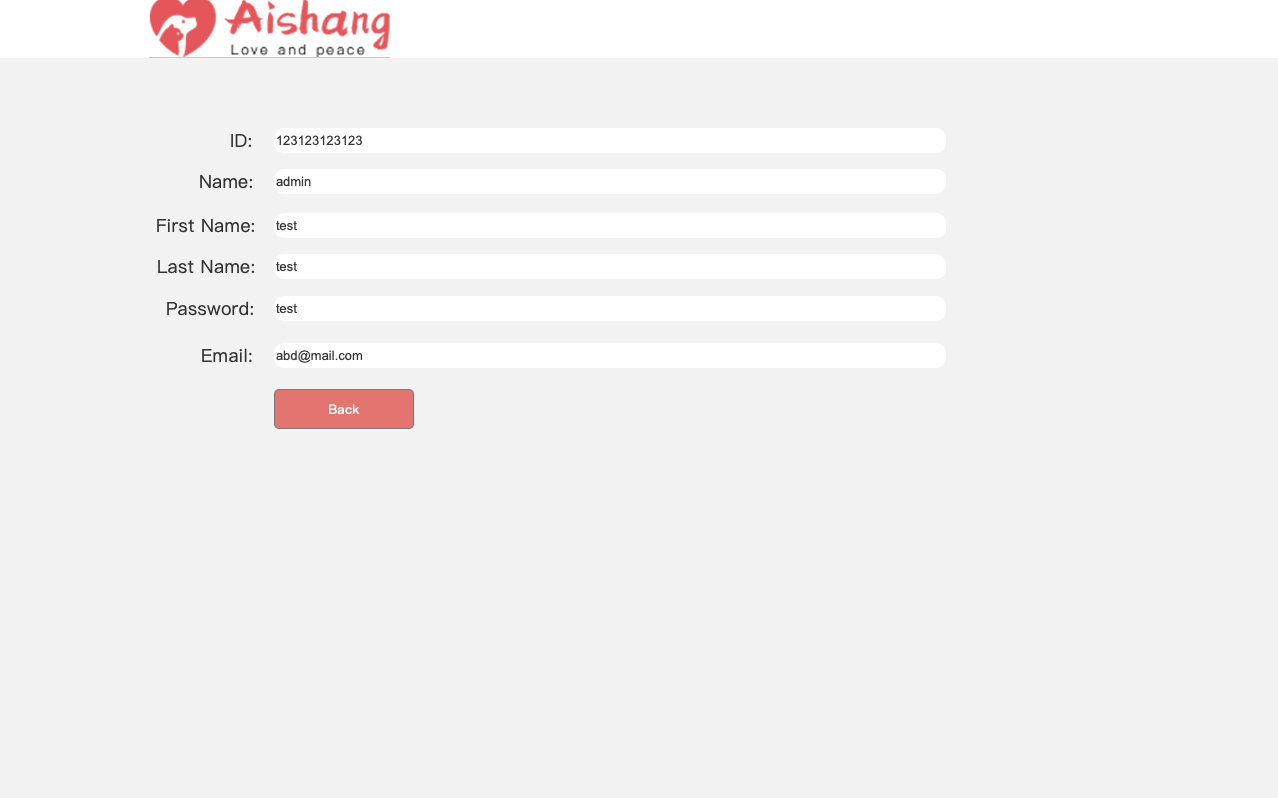 Aishang
Love and peace
ID: 123123123123
Name: admin
First Name: test
Last Name: test
Password: test
Email: abd@mail.com
Back